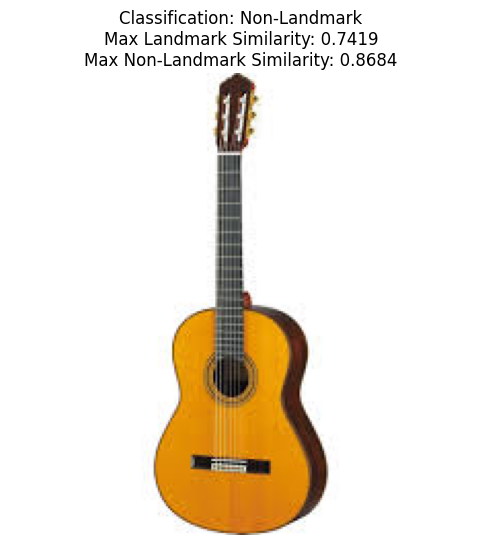 Classification: Non-Landmark
Max Landmark Similarity: 0.7419
Max Non-Landmark Similarity: 0.8684